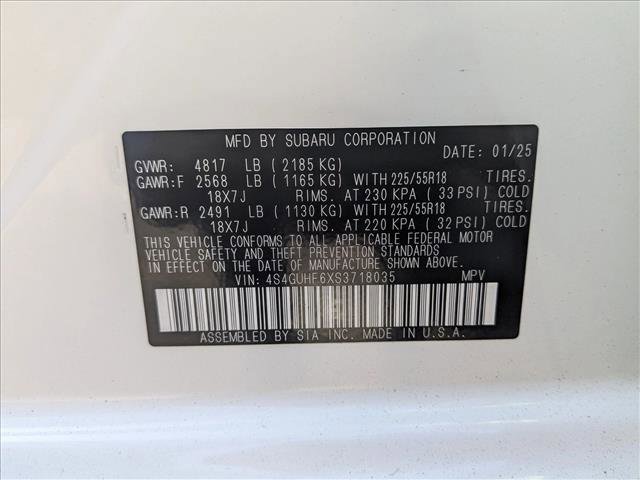 MFD BY SUBARU CORPORATION
DATE: 01/25
GVWR: 4817 LB (2185 KG)
GAWR:F 2568 LB (1165 KG) WITH 225/55R18 TIRES.
18X7J RIMS. AT 230 KPA ( 33 PSI) COLD
GAWR:R 2491 LB (1130 KG) WITH 225/55R18 TIRES.
18X7J RIMS. AT 220 KPA ( 32 PSI) COLD
THIS VEHICLE CONFORMS TO ALL APPLICABLE FEDERAL MOTOR
VEHICLE SAFETY AND THEFT PREVENTION STANDARDS
IN EFFECT ON THE DATE OF MANUFACTURE SHOWN ABOVE.
VIN: 4S4GUHF6XS3718035 MPV
ASSEMBLED BY SIA INC. MADE IN U.S.A.